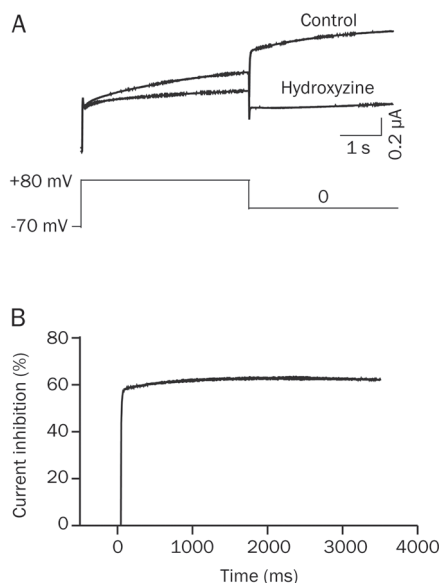 A
Control
Hydroxyzine
1 s
0.2 µA
+80 mV
0
-70 mV
B
80
60
40
20
0
Current inhibition (%)
0 1000 2000 3000 4000
Time (ms)